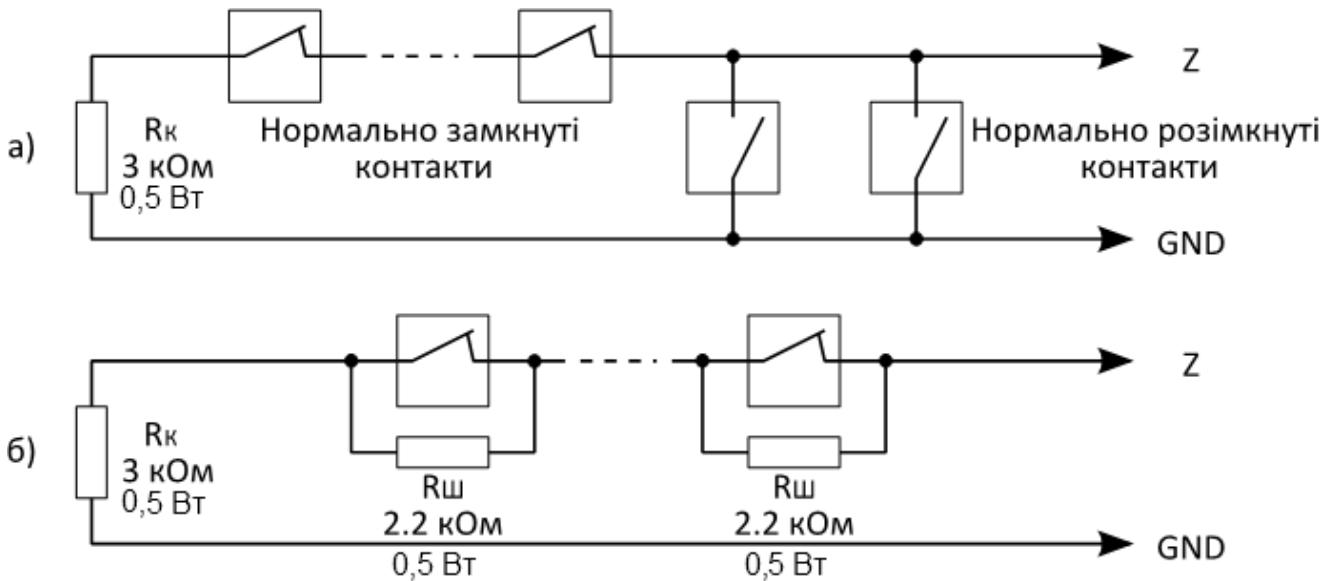 Z
а)
Rк
3 кОм
0,5 Вт
Нормально замкнуті
контакти
Нормально розімкнуті
контакти
GND
Z
б)
Rк
3 кОм
0,5 Вт
Rш
2.2 кОм
0,5 Вт
Rш
2.2 кОм
0,5 Вт
GND